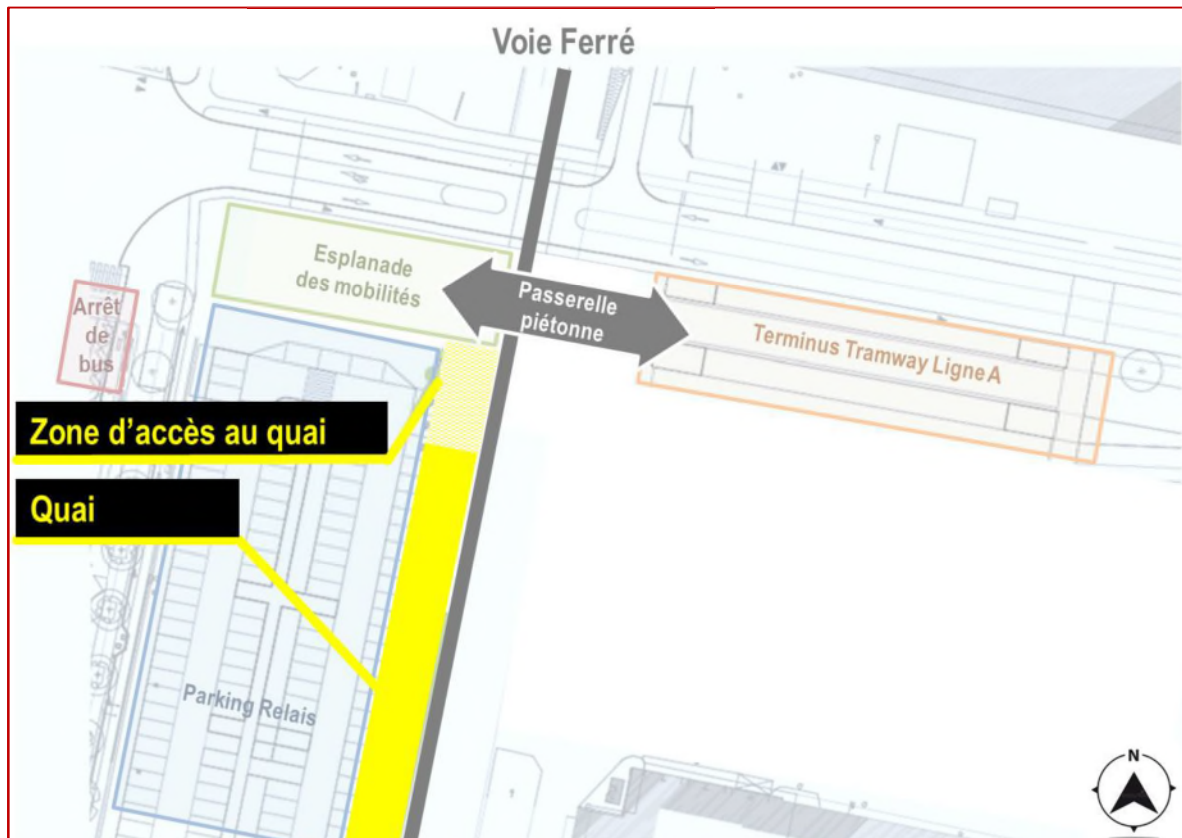 Voie Ferré
Esplanade
des mobilités
Passerelle
piétonne
Arrêt
de
bus
Terminus Tramway Ligne A
Zone d'accès au quai
Quai
Parking Relais
N